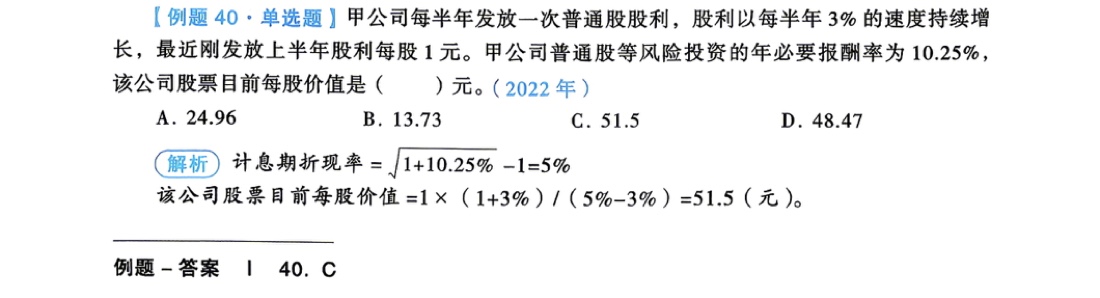 【例题 40·单选题】甲公司每半年发放一次普通股股利，股利以每半年 3% 的速度持续增
长，最近刚发放上半年股利每股 1 元。甲公司普通股等风险投资的年必要报酬率为 10.25%，
该公司股票目前每股价值是（　　）元。（2022 年）
A. 24.96　B. 13.73　C. 51.5　D. 48.47
解析 计息期折现率 = √1+10.25% -1=5%
该公司股票目前每股价值 =1×（1+3%）/（5%-3%）=51.5（元）。
例题 – 答案 | 40. C